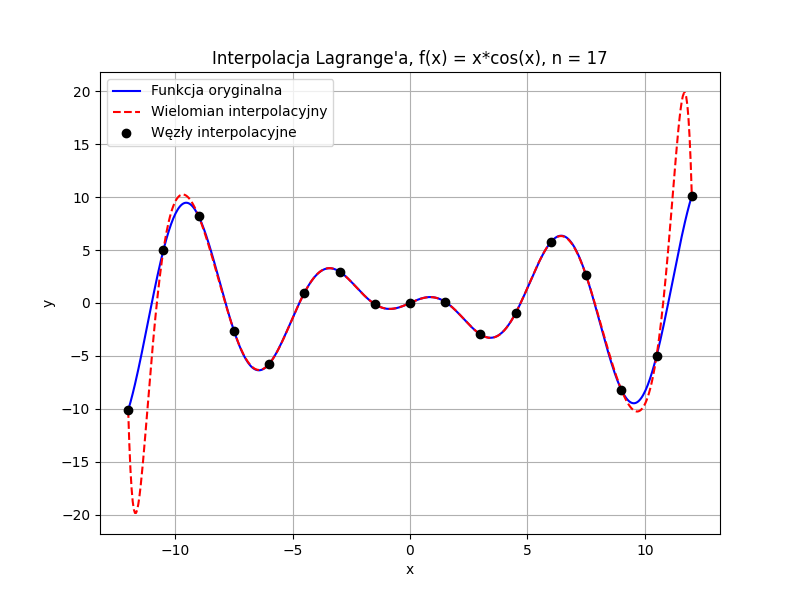 Interpolacja Lagrange'a, f(x) = x*cos(x), n = 17
Funkcja oryginalna
Wielomian interpolacyjny
Węzły interpolacyjne
20
15
10
5
0
−5
−10
−15
−20
y
−10
−5
0
5
10
x